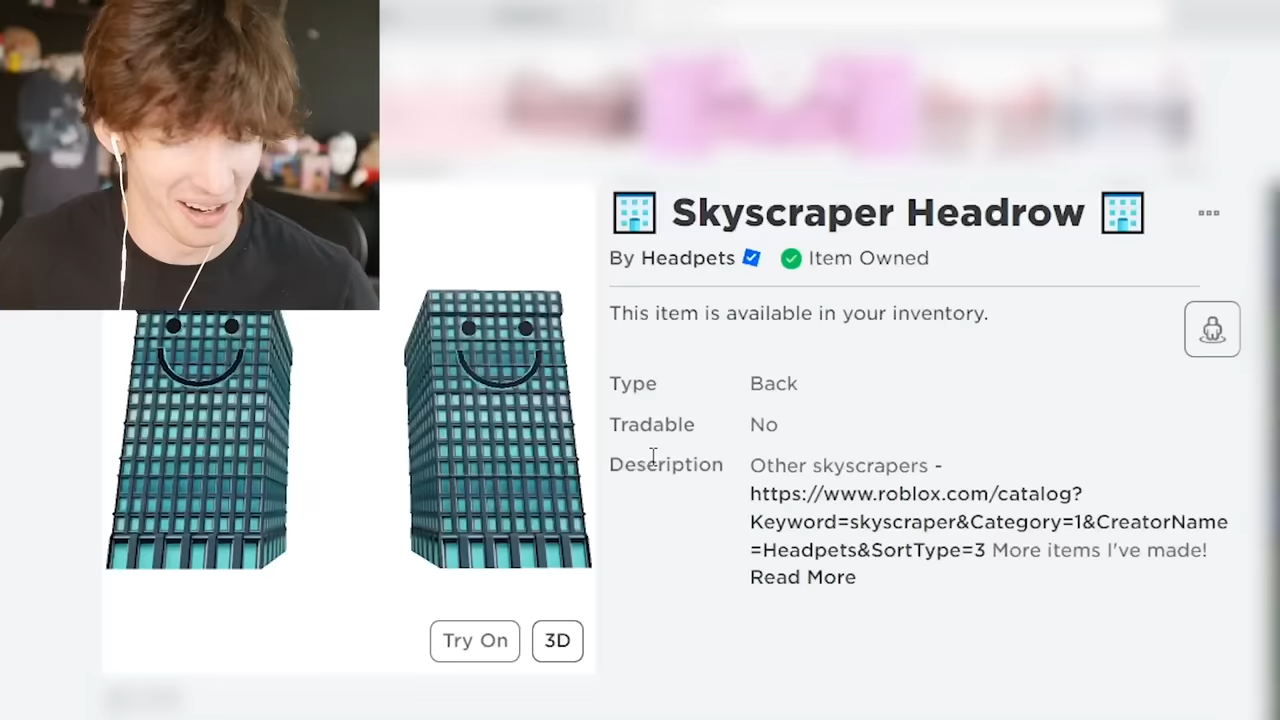 🏢 Skyscraper Headrow 🏢
By Headpets Item Owned
This item is available in your inventory.
Type Back
Tradable No
Description Other skyscrapers -
https://www.roblox.com/catalog?
Keyword=skyscraper&Category=1&CreatorName
=Headpets&SortType=3 More items I've made!
Read More
Try On 3D